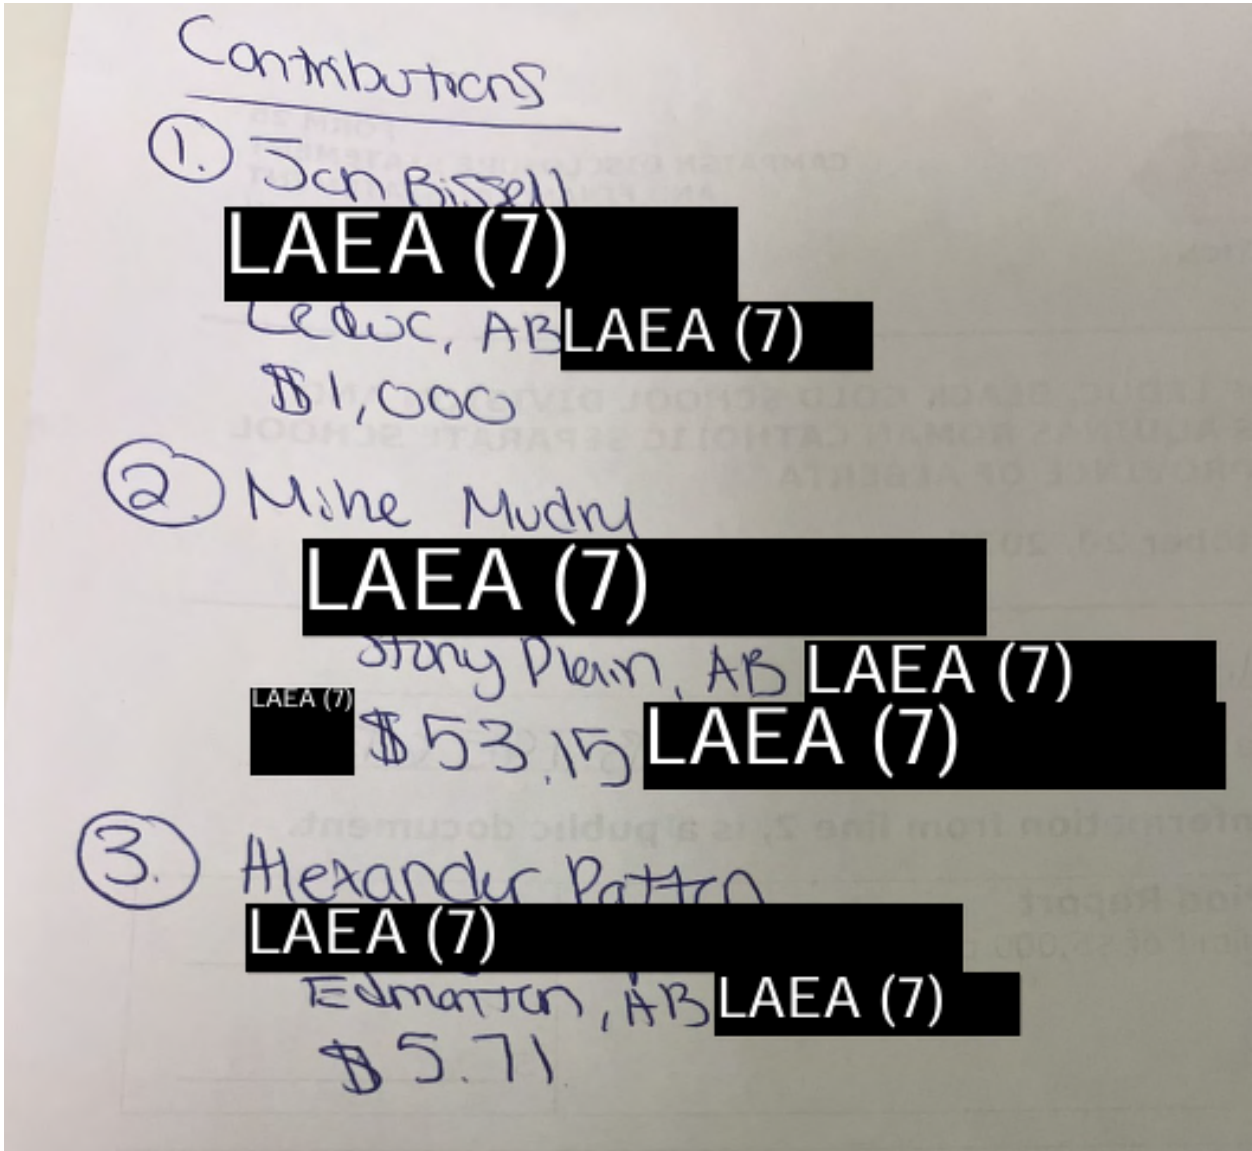 Contributions
1. Jan Bissell
LAEA (7)
Leduc, AB LAEA (7)
$1,000
2. Mike Mudry
LAEA (7)
Stony Plain, AB LAEA (7)
LAEA (7) $53.15 LAEA (7)
3. Alexander Patton
LAEA (7)
Edmonton, AB LAEA (7)
$5.71